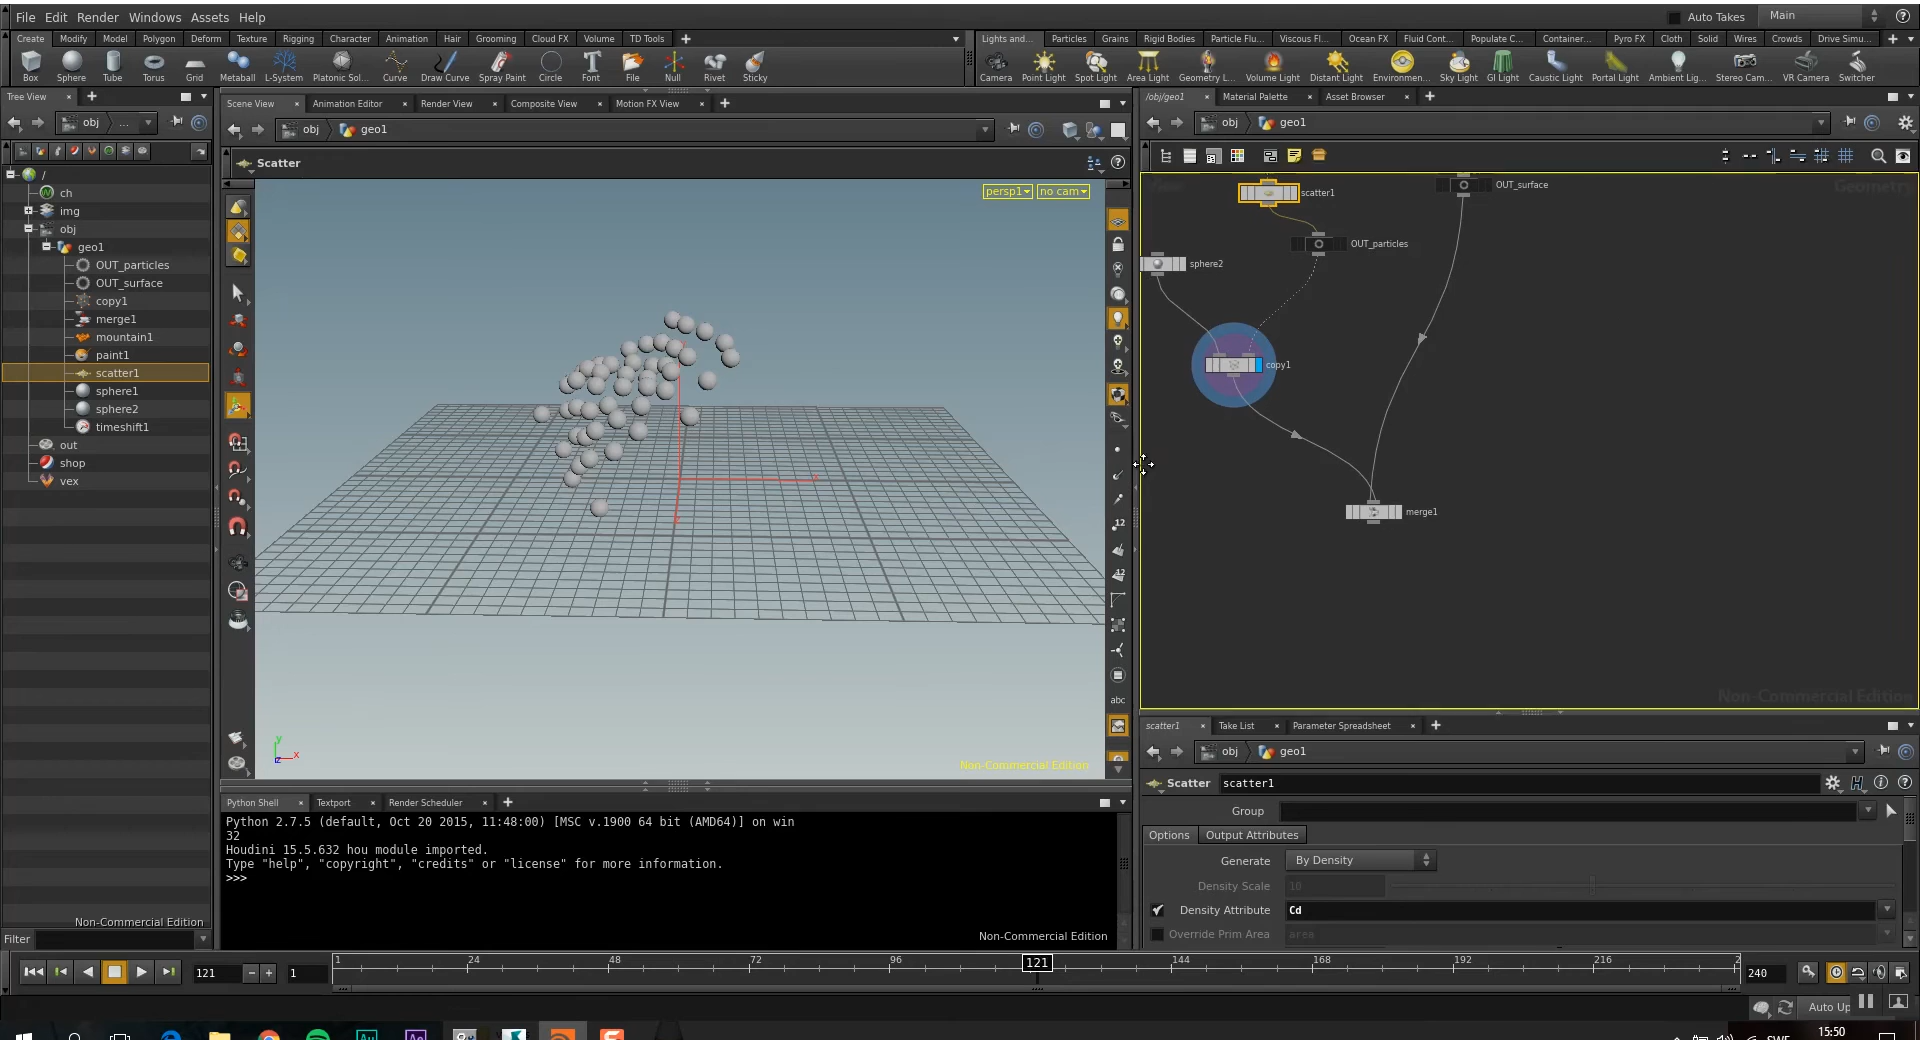 File Edit Render Windows Assets Help
Auto Takes Main
Create Modify Model Polygon Deform Texture Rigging Character Animation Hair Grooming Cloud FX Volume TD Tools
Lights and... Particles Grains Rigid Bodies Particle Flu... Viscous Fl... Ocean FX Fluid Cont... Populate C... Container... Pyro FX Cloth Solid Wires Crowds Drive Simu...
Box Sphere Tube Torus Grid Metaball L-System Platonic Sol... Curve Draw Curve Spray Paint Circle Font File Null Rivet Sticky
Camera Point Light Spot Light Area Light Geometry L... Volume Light Distant Light Environmen... Sky Light GI Light Caustic Light Portal Light Ambient Lig... Stereo Cam... VR Camera Switcher
Tree View
obj ...
/
ch
img
obj
geo1
OUT_particles
OUT_surface
copy1
merge1
mountain1
paint1
scatter1
sphere1
sphere2
timeshift1
out
shop
vex
Non-Commercial Edition
Filter
Scene View Animation Editor Render View Composite View Motion FX View
obj geo1
Scatter
persp1 no cam
y
x
z
Non-Commercial Edition
12
12
abc
Python Shell Textport Render Scheduler
Python 2.7.5 (default, Oct 20 2015, 11:48:00) [MSC v.1900 64 bit (AMD64)] on win
32
Houdini 15.5.632 hou module imported.
Type "help", "copyright", "credits" or "license" for more information.
>>>
Non-Commercial Edition
/obj/geo1 Material Palette Asset Browser
obj geo1
Geometry
scatter1
OUT_surface
OUT_particles
sphere2
copy1
merge1
Non-Commercial Edition
scatter1 Take List Parameter Spreadsheet
obj geo1
Scatter scatter1
Group
Options Output Attributes
Generate By Density
Density Scale 10
Density Attribute Cd
Override Prim Area area
121 1
1 24 48 72 96 121 144 168 192 216 2
240
Auto Up
15:50
SWE